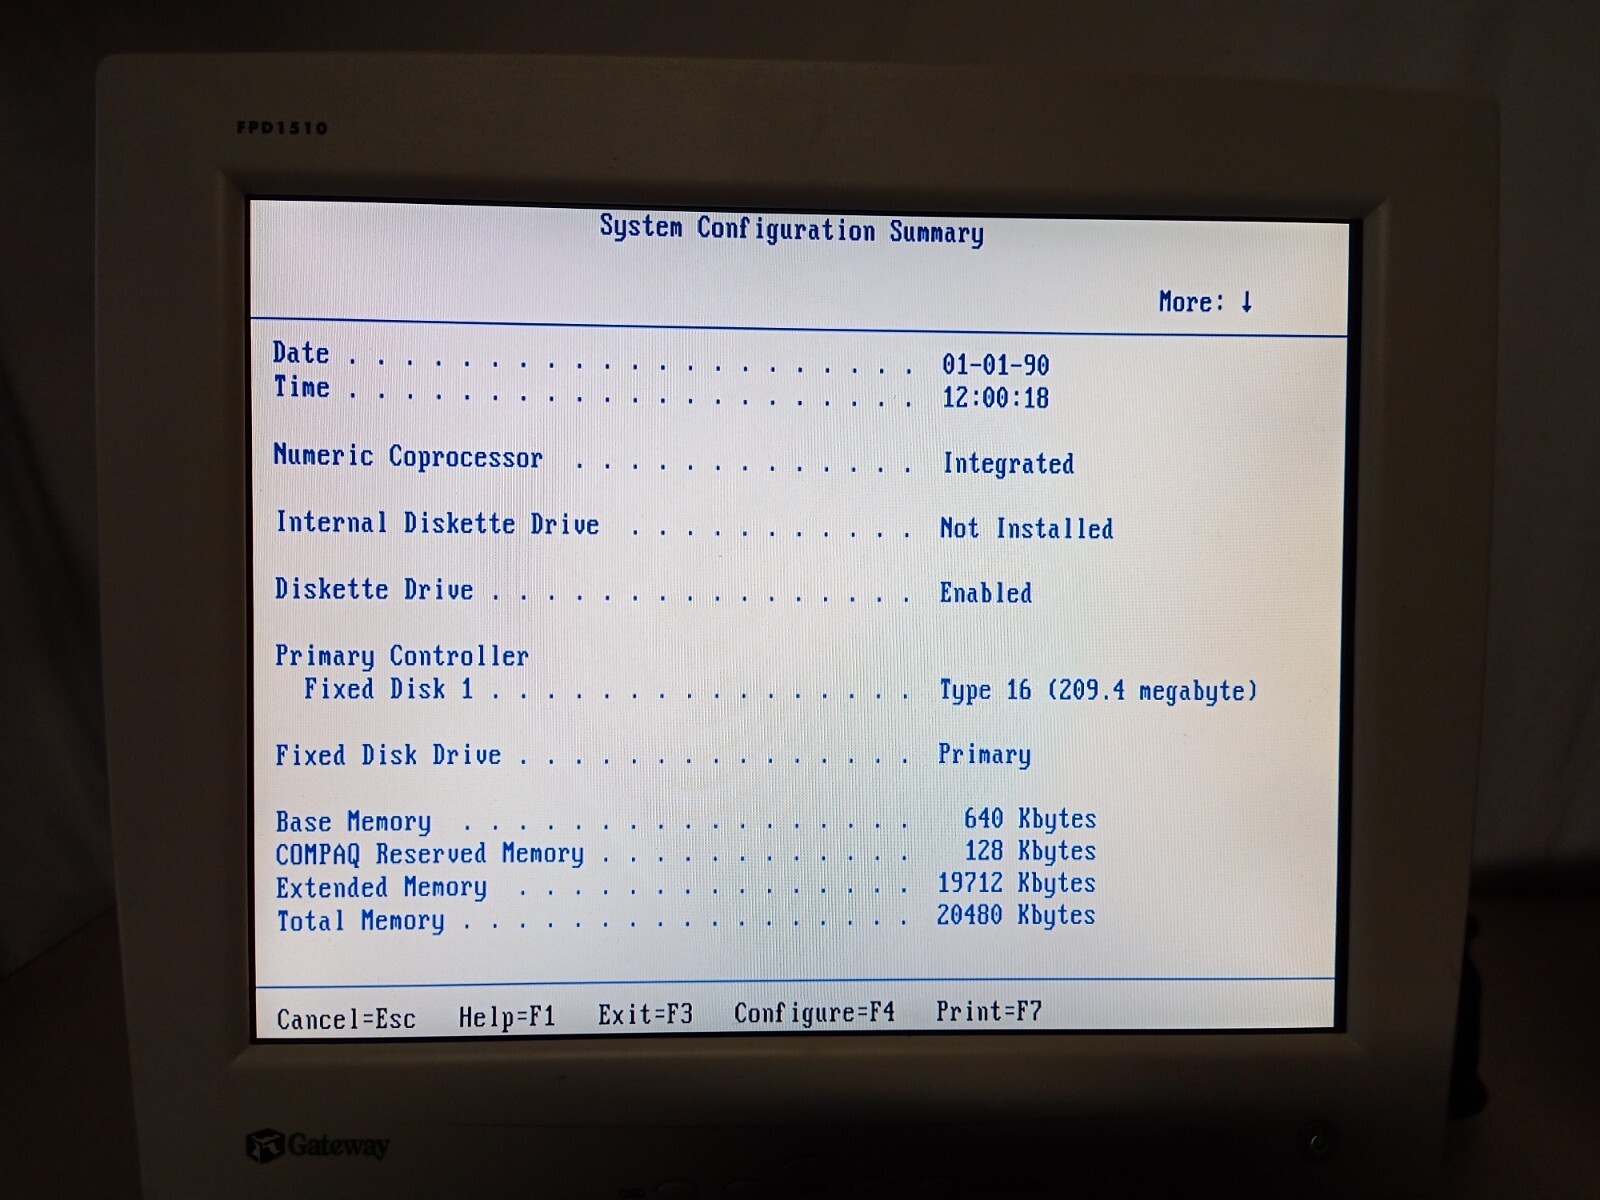 FPD1510
System Configuration Summary
More: ↓
Date . . . . . . . . . . . . . . . . . . . . . 01-01-90
Time . . . . . . . . . . . . . . . . . . . . . 12:00:18
Numeric Coprocessor . . . . . . . . . . . . . Integrated
Internal Diskette Drive . . . . . . . . . . . Not Installed
Diskette Drive . . . . . . . . . . . . . . . . Enabled
Primary Controller
Fixed Disk 1 . . . . . . . . . . . . . . . . Type 16 (209.4 megabyte)
Fixed Disk Drive . . . . . . . . . . . . . . . Primary
Base Memory . . . . . . . . . . . . . . . . . 640 Kbytes
COMPAQ Reserved Memory . . . . . . . . . . . . 128 Kbytes
Extended Memory . . . . . . . . . . . . . . . 19712 Kbytes
Total Memory . . . . . . . . . . . . . . . . . 20480 Kbytes
Cancel=Esc Help=F1 Exit=F3 Configure=F4 Print=F7
Gateway